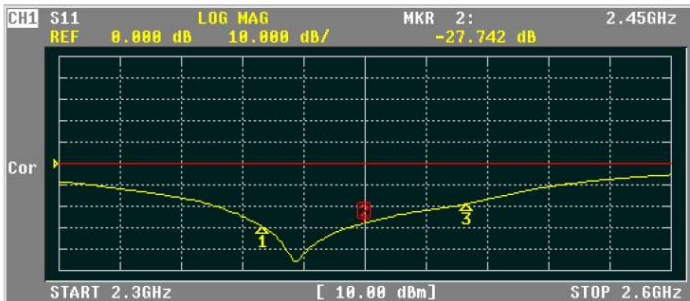 CH1 S11 LOG MAG MKR 2: 2.45GHz
REF 0.000 dB 10.000 dB/ -27.742 dB
Cor
1 2 3
START 2.3GHz [ 10.00 dBm] STOP 2.6GHz